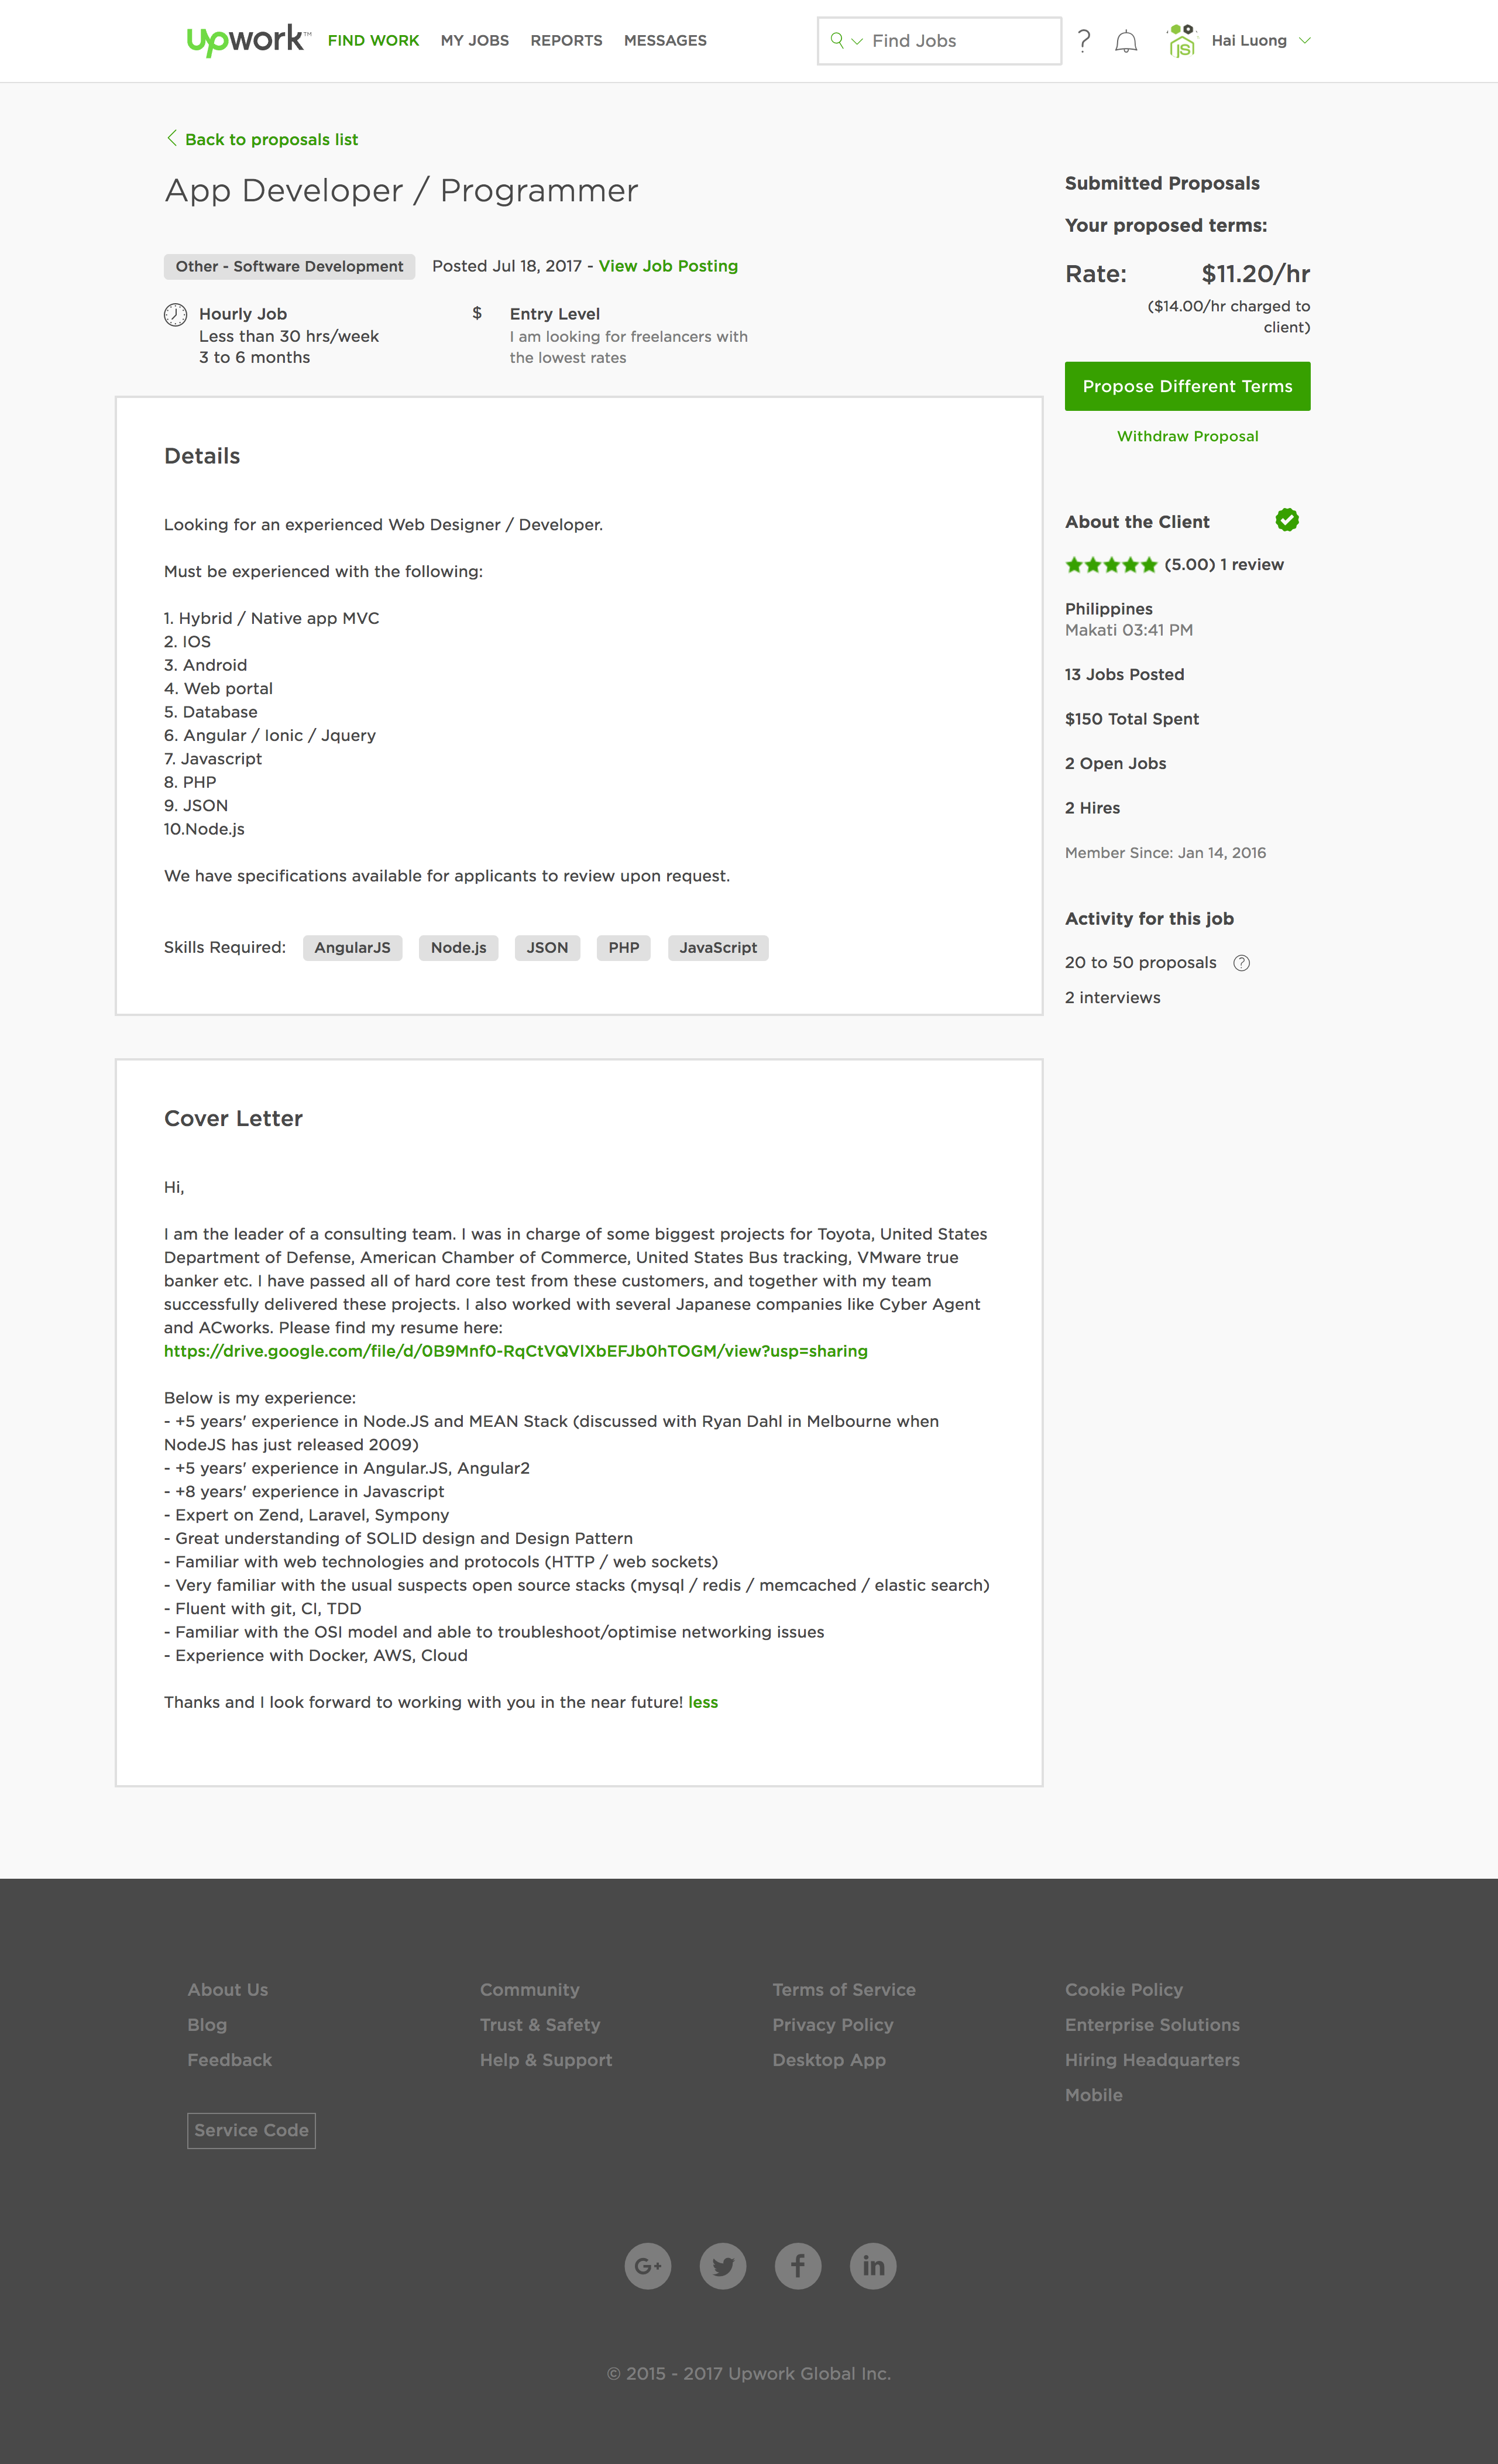 upwork™ FIND WORK MY JOBS REPORTS MESSAGES Find Jobs ? JS Hai Luong
Back to proposals list
App Developer / Programmer
Other - Software Development Posted Jul 18, 2017 - View Job Posting
Hourly Job
Less than 30 hrs/week
3 to 6 months
$ Entry Level
I am looking for freelancers with
the lowest rates
Submitted Proposals
Your proposed terms:
Rate: $11.20/hr
($14.00/hr charged to
client)
Propose Different Terms
Withdraw Proposal
Details
Looking for an experienced Web Designer / Developer.
Must be experienced with the following:
1. Hybrid / Native app MVC
2. IOS
3. Android
4. Web portal
5. Database
6. Angular / Ionic / Jquery
7. Javascript
8. PHP
9. JSON
10.Node.js
We have specifications available for applicants to review upon request.
Skills Required: AngularJS Node.js JSON PHP JavaScript
About the Client
(5.00) 1 review
Philippines
Makati 03:41 PM
13 Jobs Posted
$150 Total Spent
2 Open Jobs
2 Hires
Member Since: Jan 14, 2016
Activity for this job
20 to 50 proposals ?
2 interviews
Cover Letter
Hi,
I am the leader of a consulting team. I was in charge of some biggest projects for Toyota, United States
Department of Defense, American Chamber of Commerce, United States Bus tracking, VMware true
banker etc. I have passed all of hard core test from these customers, and together with my team
successfully delivered these projects. I also worked with several Japanese companies like Cyber Agent
and ACworks. Please find my resume here:
https://drive.google.com/file/d/0B9Mnf0-RqCtVQVlXbEFJb0hTOGM/view?usp=sharing
Below is my experience:
- +5 years' experience in Node.JS and MEAN Stack (discussed with Ryan Dahl in Melbourne when
NodeJS has just released 2009)
- +5 years' experience in Angular.JS, Angular2
- +8 years' experience in Javascript
- Expert on Zend, Laravel, Sympony
- Great understanding of SOLID design and Design Pattern
- Familiar with web technologies and protocols (HTTP / web sockets)
- Very familiar with the usual suspects open source stacks (mysql / redis / memcached / elastic search)
- Fluent with git, CI, TDD
- Familiar with the OSI model and able to troubleshoot/optimise networking issues
- Experience with Docker, AWS, Cloud
Thanks and I look forward to working with you in the near future! less
About Us
Blog
Feedback
Community
Trust & Safety
Help & Support
Terms of Service
Privacy Policy
Desktop App
Cookie Policy
Enterprise Solutions
Hiring Headquarters
Mobile
Service Code
G+ f in
© 2015 - 2017 Upwork Global Inc.